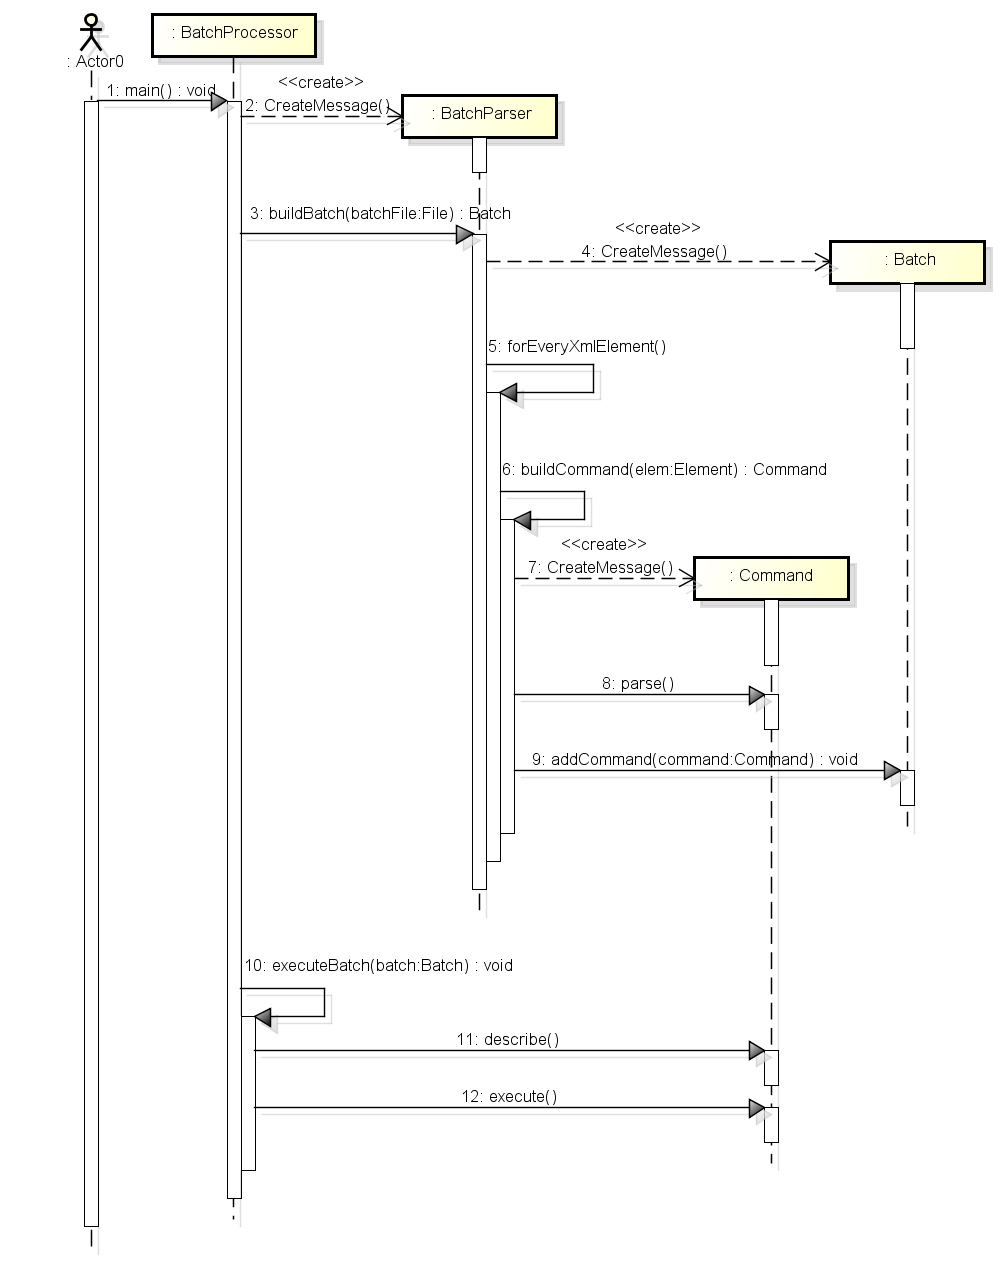 : BatchProcessor
: Actor0
<<create>>
1: main() : void
2: CreateMessage()
: BatchParser
3: buildBatch(batchFile:File) : Batch
<<create>>
4: CreateMessage()
: Batch
5: forEveryXmlElement()
6: buildCommand(elem:Element) : Command
<<create>>
7: CreateMessage()
: Command
8: parse()
9: addCommand(command:Command) : void
10: executeBatch(batch:Batch) : void
11: describe()
12: execute()